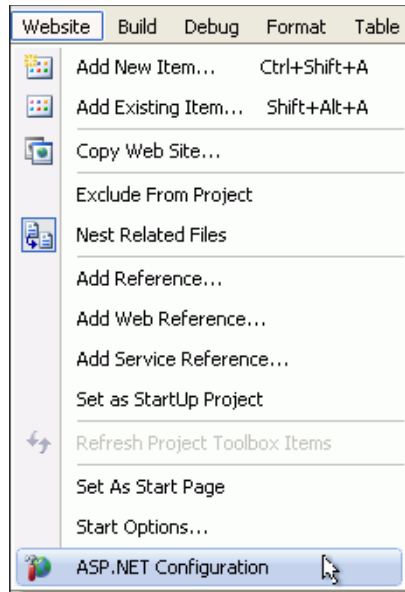 Website Build Debug Format Table
Add New Item... Ctrl+Shift+A
Add Existing Item... Shift+Alt+A
Copy Web Site...
Exclude From Project
Nest Related Files
Add Reference...
Add Web Reference...
Add Service Reference...
Set as StartUp Project
Refresh Project Toolbox Items
Set As Start Page
Start Options...
ASP.NET Configuration